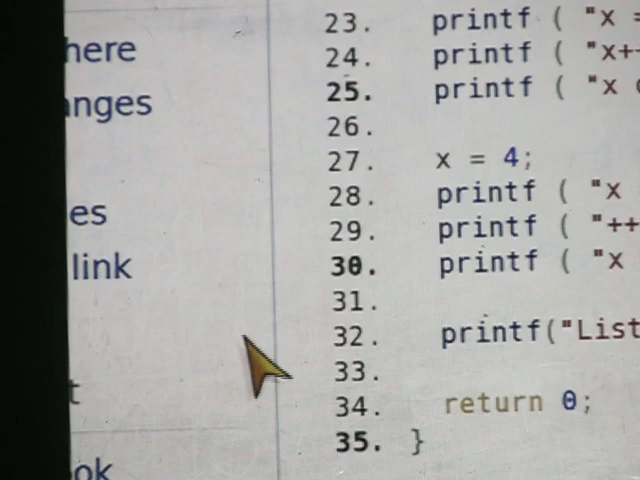 here
anges
es
link
t
ok
23. printf ( "x =
24. printf ( "x+
25. printf ( "x
26.
27. x = 4;
28. printf ( "x
29. printf ( "++
30. printf ( "x
31.
32. printf("List
33.
34. return 0;
35. }